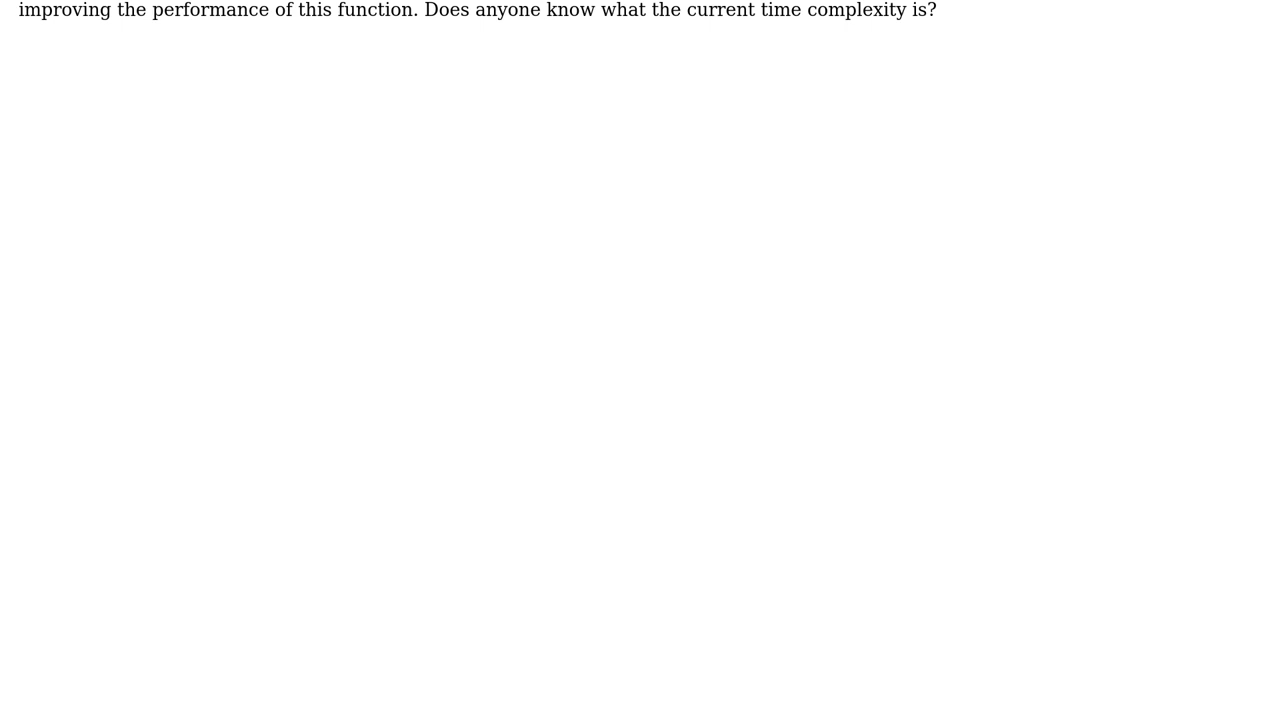 improving the performance of this function. Does anyone know what the current time complexity is?